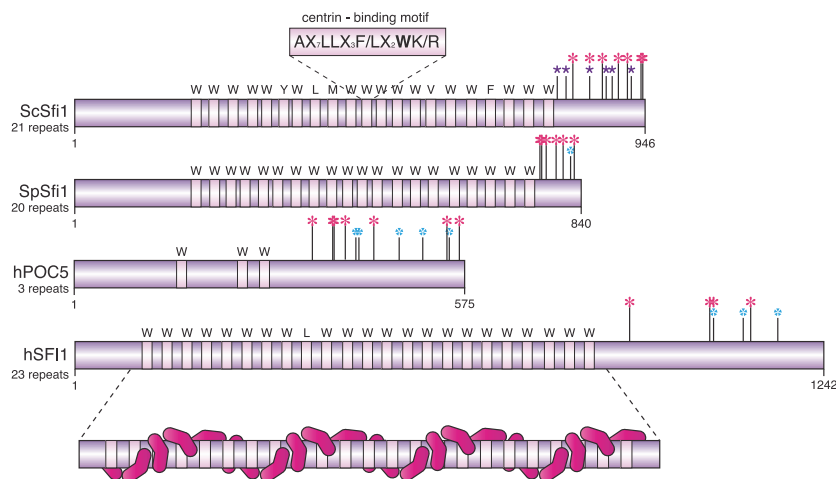 centrin - binding motif
AX₇LLX₃F/LX₂WK/R
W W W W W Y W L M W W W W W V W W F W W W
ScSfi1
21 repeats
1 946
W W W W W W W W W W W W W W W W W W W W
SpSfi1
20 repeats
1 840
W W W
hPOC5
3 repeats
1 575
W W W W W W W W L W W W W W W W W W W W W W W
hSFI1
23 repeats
1 1242